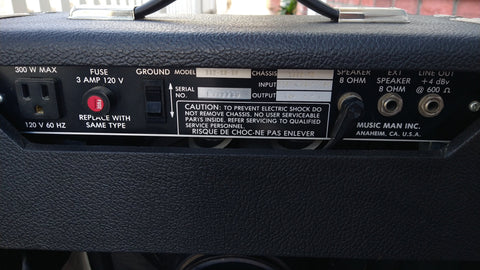 300 W MAX
120 V 60 HZ
FUSE
3 AMP 120 V
REPLACE WITH
SAME TYPE
GROUND
MODEL
CHASSIS
INPUT
SERIAL
NO.
OUTPUT
CAUTION: TO PREVENT ELECTRIC SHOCK DO
NOT REMOVE CHASSIS. NO USER SERVICEABLE
PARTS INSIDE. REFER SERVICING TO QUALIFIED
SERVICE PERSONNEL.
RISQUE DE CHOC-NE PAS ENLEVER
SPEAKER
8 OHM
EXT
SPEAKER
8 OHM
LINE OUT
+4 dBv
@ 600 Ω
MUSIC MAN INC.
ANAHEIM, CA. U.S.A.